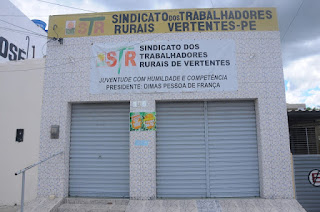 STR SINDICATO DOS TRABALHADORES
RURAIS VERTENTES-PE
STR SINDICATO DOS
TRABALHADORES
RURAIS DE VERTENTES
JUVENTUDE COM HUMILDADE E COMPETÊNCIA
PRESIDENTE: DIMAS PESSOA DE FRANÇA